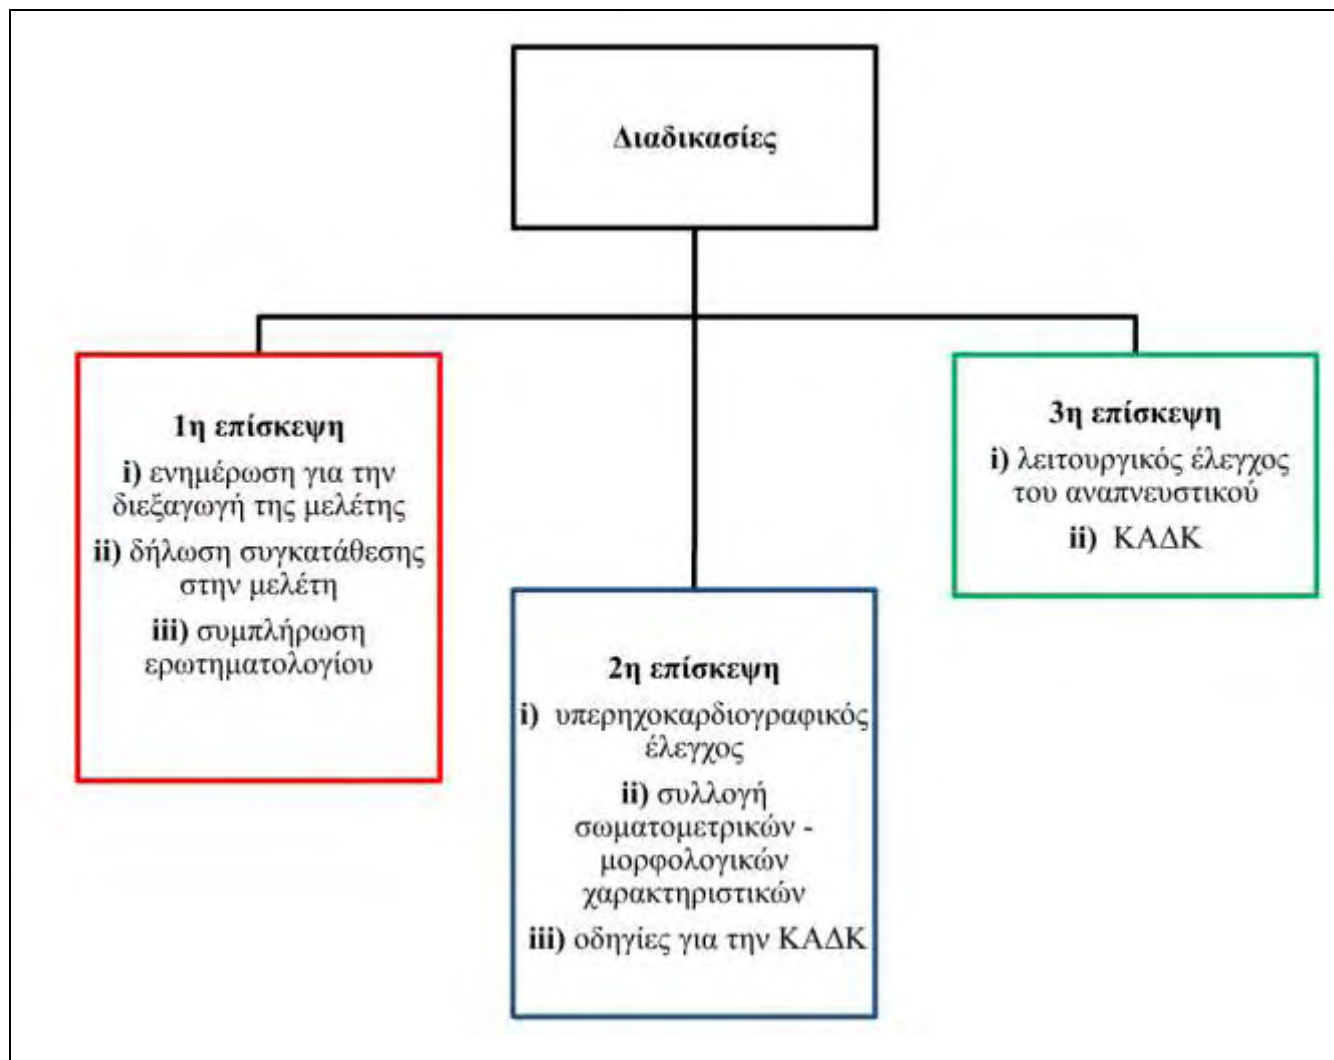 Διαδικασίες
1η επίσκεψη
i) ενημέρωση για την
διεξαγωγή της μελέτης
ii) δήλωση συγκατάθεσης
στην μελέτη
iii) συμπλήρωση
ερωτηματολογίου
2η επίσκεψη
i) υπερηχοκαρδιογραφικός
έλεγχος
ii) συλλογή
σωματομετρικών -
μορφολογικών
χαρακτηριστικών
iii) οδηγίες για την ΚΑΔΚ
3η επίσκεψη
i) λειτουργικός έλεγχος
του αναπνευστικού
ii) ΚΑΔΚ